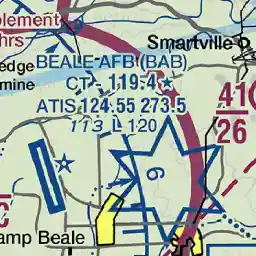 plement
hrs
Smartville
edge
mine
BEALE AFB (BAB)
CT - 119.4
ATIS 124.55 273.5
113 L 120
41
26
6
C
amp Beale